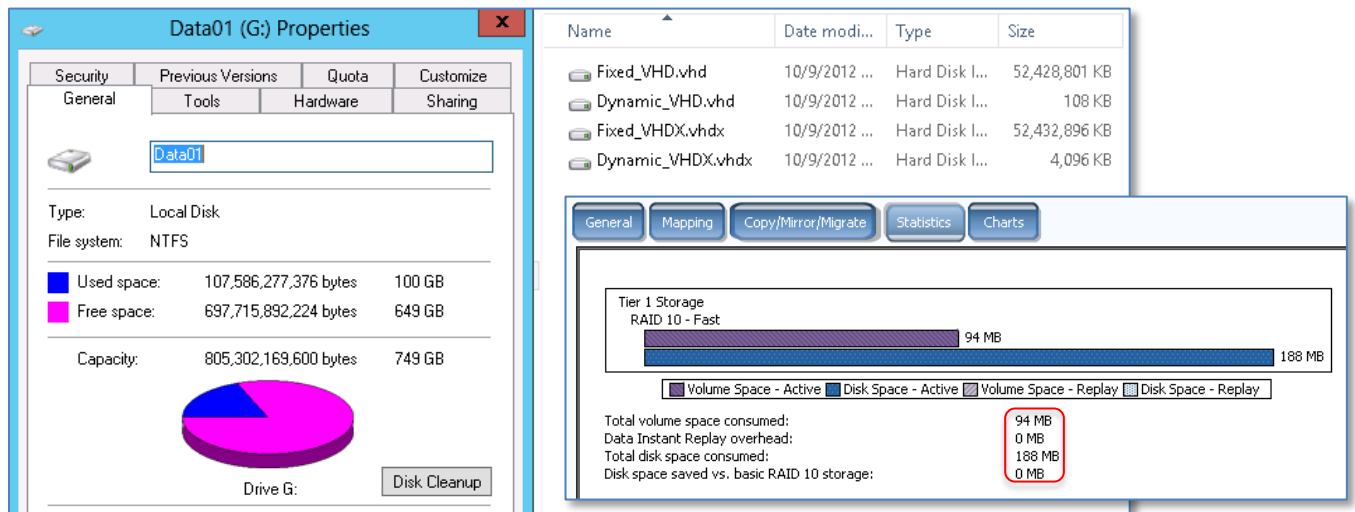 Data01 (G:) Properties
x
Security Previous Versions Quota Customize
General Tools Hardware Sharing
Data01
Type: Local Disk
File system: NTFS
Used space: 107,586,277,376 bytes 100 GB
Free space: 697,715,892,224 bytes 649 GB
Capacity: 805,302,169,600 bytes 749 GB
Drive G:
Disk Cleanup
Name Date modi... Type Size
Fixed_VHD.vhd 10/9/2012 ... Hard Disk I... 52,428,801 KB
Dynamic_VHD.vhd 10/9/2012 ... Hard Disk I... 108 KB
Fixed_VHDX.vhdx 10/9/2012 ... Hard Disk I... 52,432,896 KB
Dynamic_VHDX.vhdx 10/9/2012 ... Hard Disk I... 4,096 KB
General Mapping Copy/Mirror/Migrate Statistics Charts
Tier 1 Storage
RAID 10 - Fast
94 MB
188 MB
Volume Space - Active Disk Space - Active Volume Space - Replay Disk Space - Replay
Total volume space consumed: 94 MB
Data Instant Replay overhead: 0 MB
Total disk space consumed: 188 MB
Disk space saved vs. basic RAID 10 storage: 0 MB